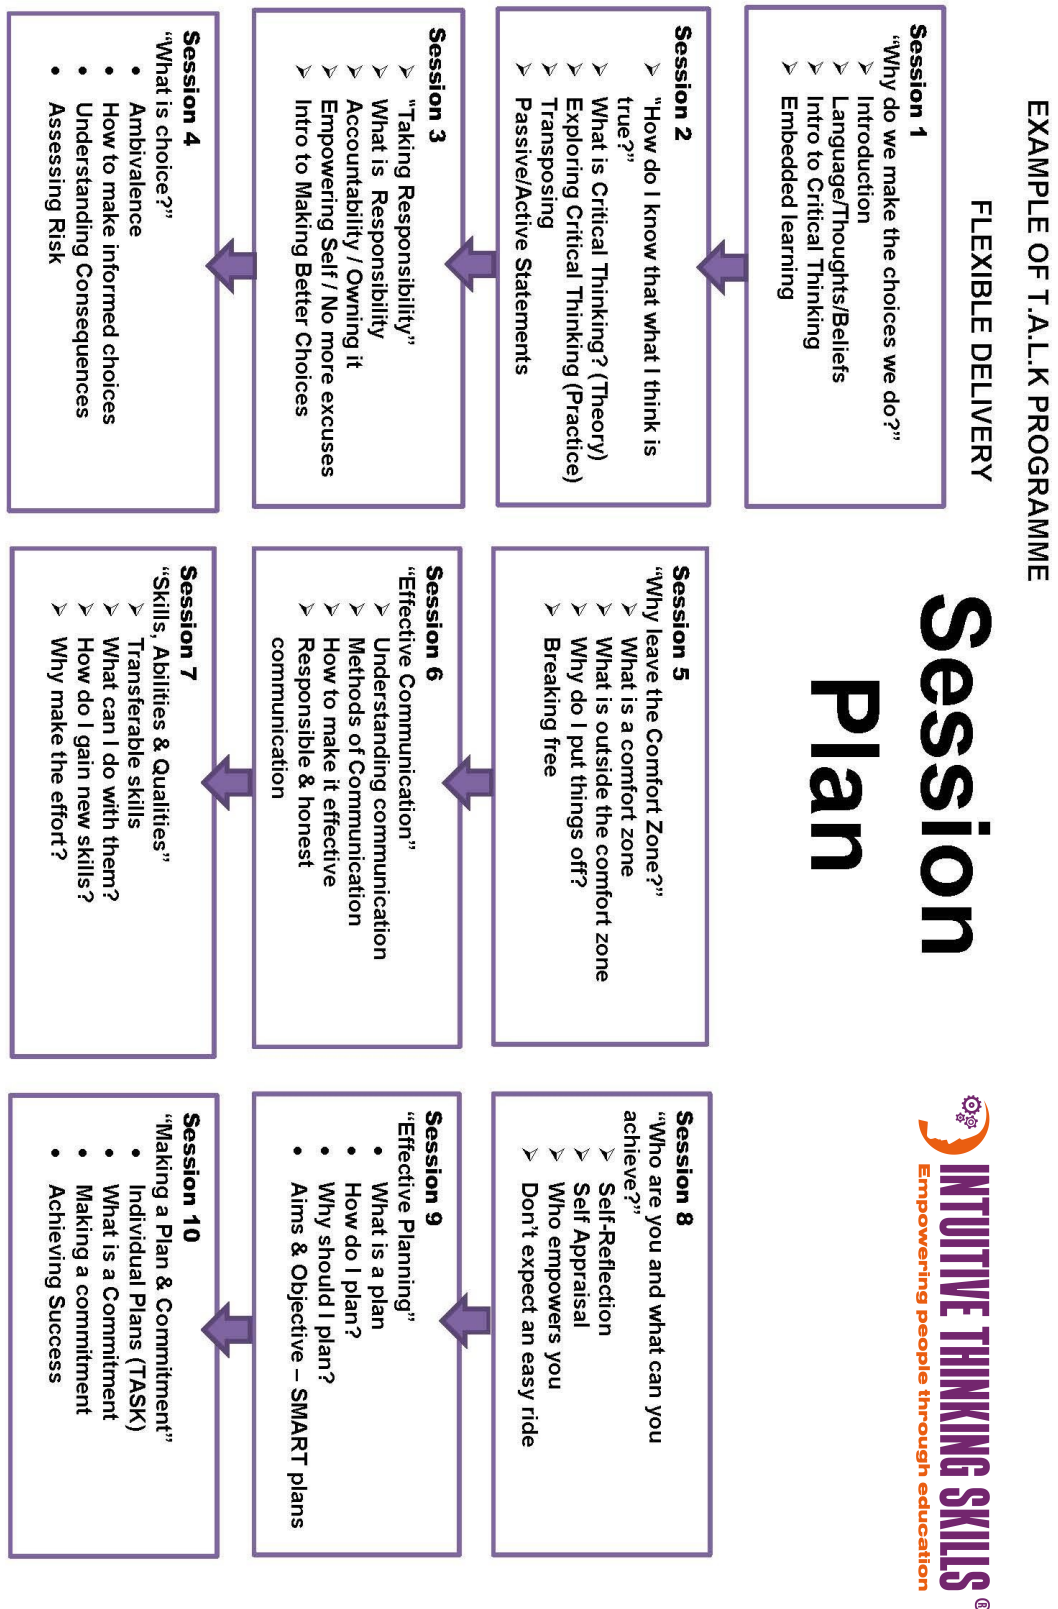 EXAMPLE OF T.A.L.K PROGRAMME
FLEXIBLE DELIVERY
Session
Plan
INTUITIVE THINKING SKILLS®
Empowering people through education
Session 1
“Why do we make the choices we do?”
➢ Introduction
➢ Language/Thoughts/Beliefs
➢ Intro to Critical Thinking
➢ Embedded learning
Session 2
➢ “How do I know that what I think is
true?”
➢ What is Critical Thinking? (Theory)
➢ Exploring Critical Thinking (Practice)
➢ Transposing
➢ Passive/Active Statements
Session 3
➢ “Taking Responsibility”
➢ What is Responsibility
➢ Accountability / Owning it
➢ Empowering Self / No more excuses
➢ Intro to Making Better Choices
Session 4
“What is choice?”
• Ambivalence
• How to make informed choices
• Understanding Consequences
• Assessing Risk
Session 5
“Why leave the Comfort Zone?”
➢ What is a comfort zone
➢ What is outside the comfort zone
➢ Why do I put things off?
➢ Breaking free
Session 6
“Effective Communication”
➢ Understanding communication
➢ Methods of Communication
➢ How to make it effective
➢ Responsible & honest
communication
Session 7
“Skills, Abilities & Qualities”
➢ Transferable skills
➢ What can I do with them?
➢ How do I gain new skills?
➢ Why make the effort?
Session 8
“Who are you and what can you
achieve?”
➢ Self-Reflection
➢ Self Appraisal
➢ Who empowers you
➢ Don’t expect an easy ride
Session 9
“Effective Planning”
• What is a plan
• How do I plan?
• Why should I plan?
• Aims & Objective – SMART plans
Session 10
“Making a Plan & Commitment”
• Individual Plans (TASK)
• What is a Commitment
• Making a commitment
• Achieving Success